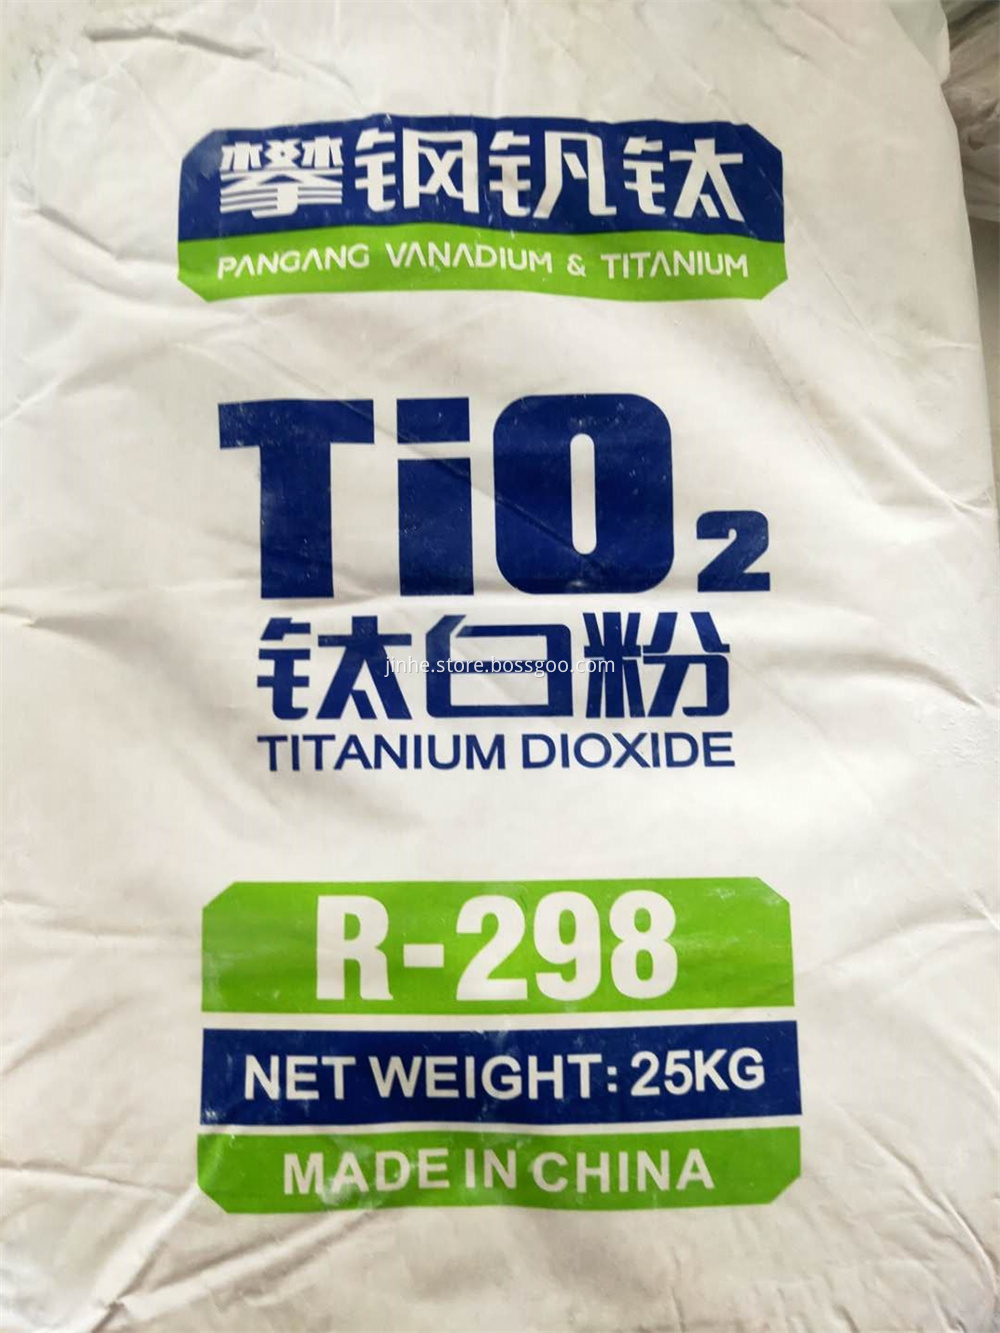 攀钢钒钛
PANGANG VANADIUM & TITANIUM
TiO2
钛白粉
jinhe.store.bossgoo.com
TITANIUM DIOXIDE
R-298
NET WEIGHT: 25KG
MADE IN CHINA